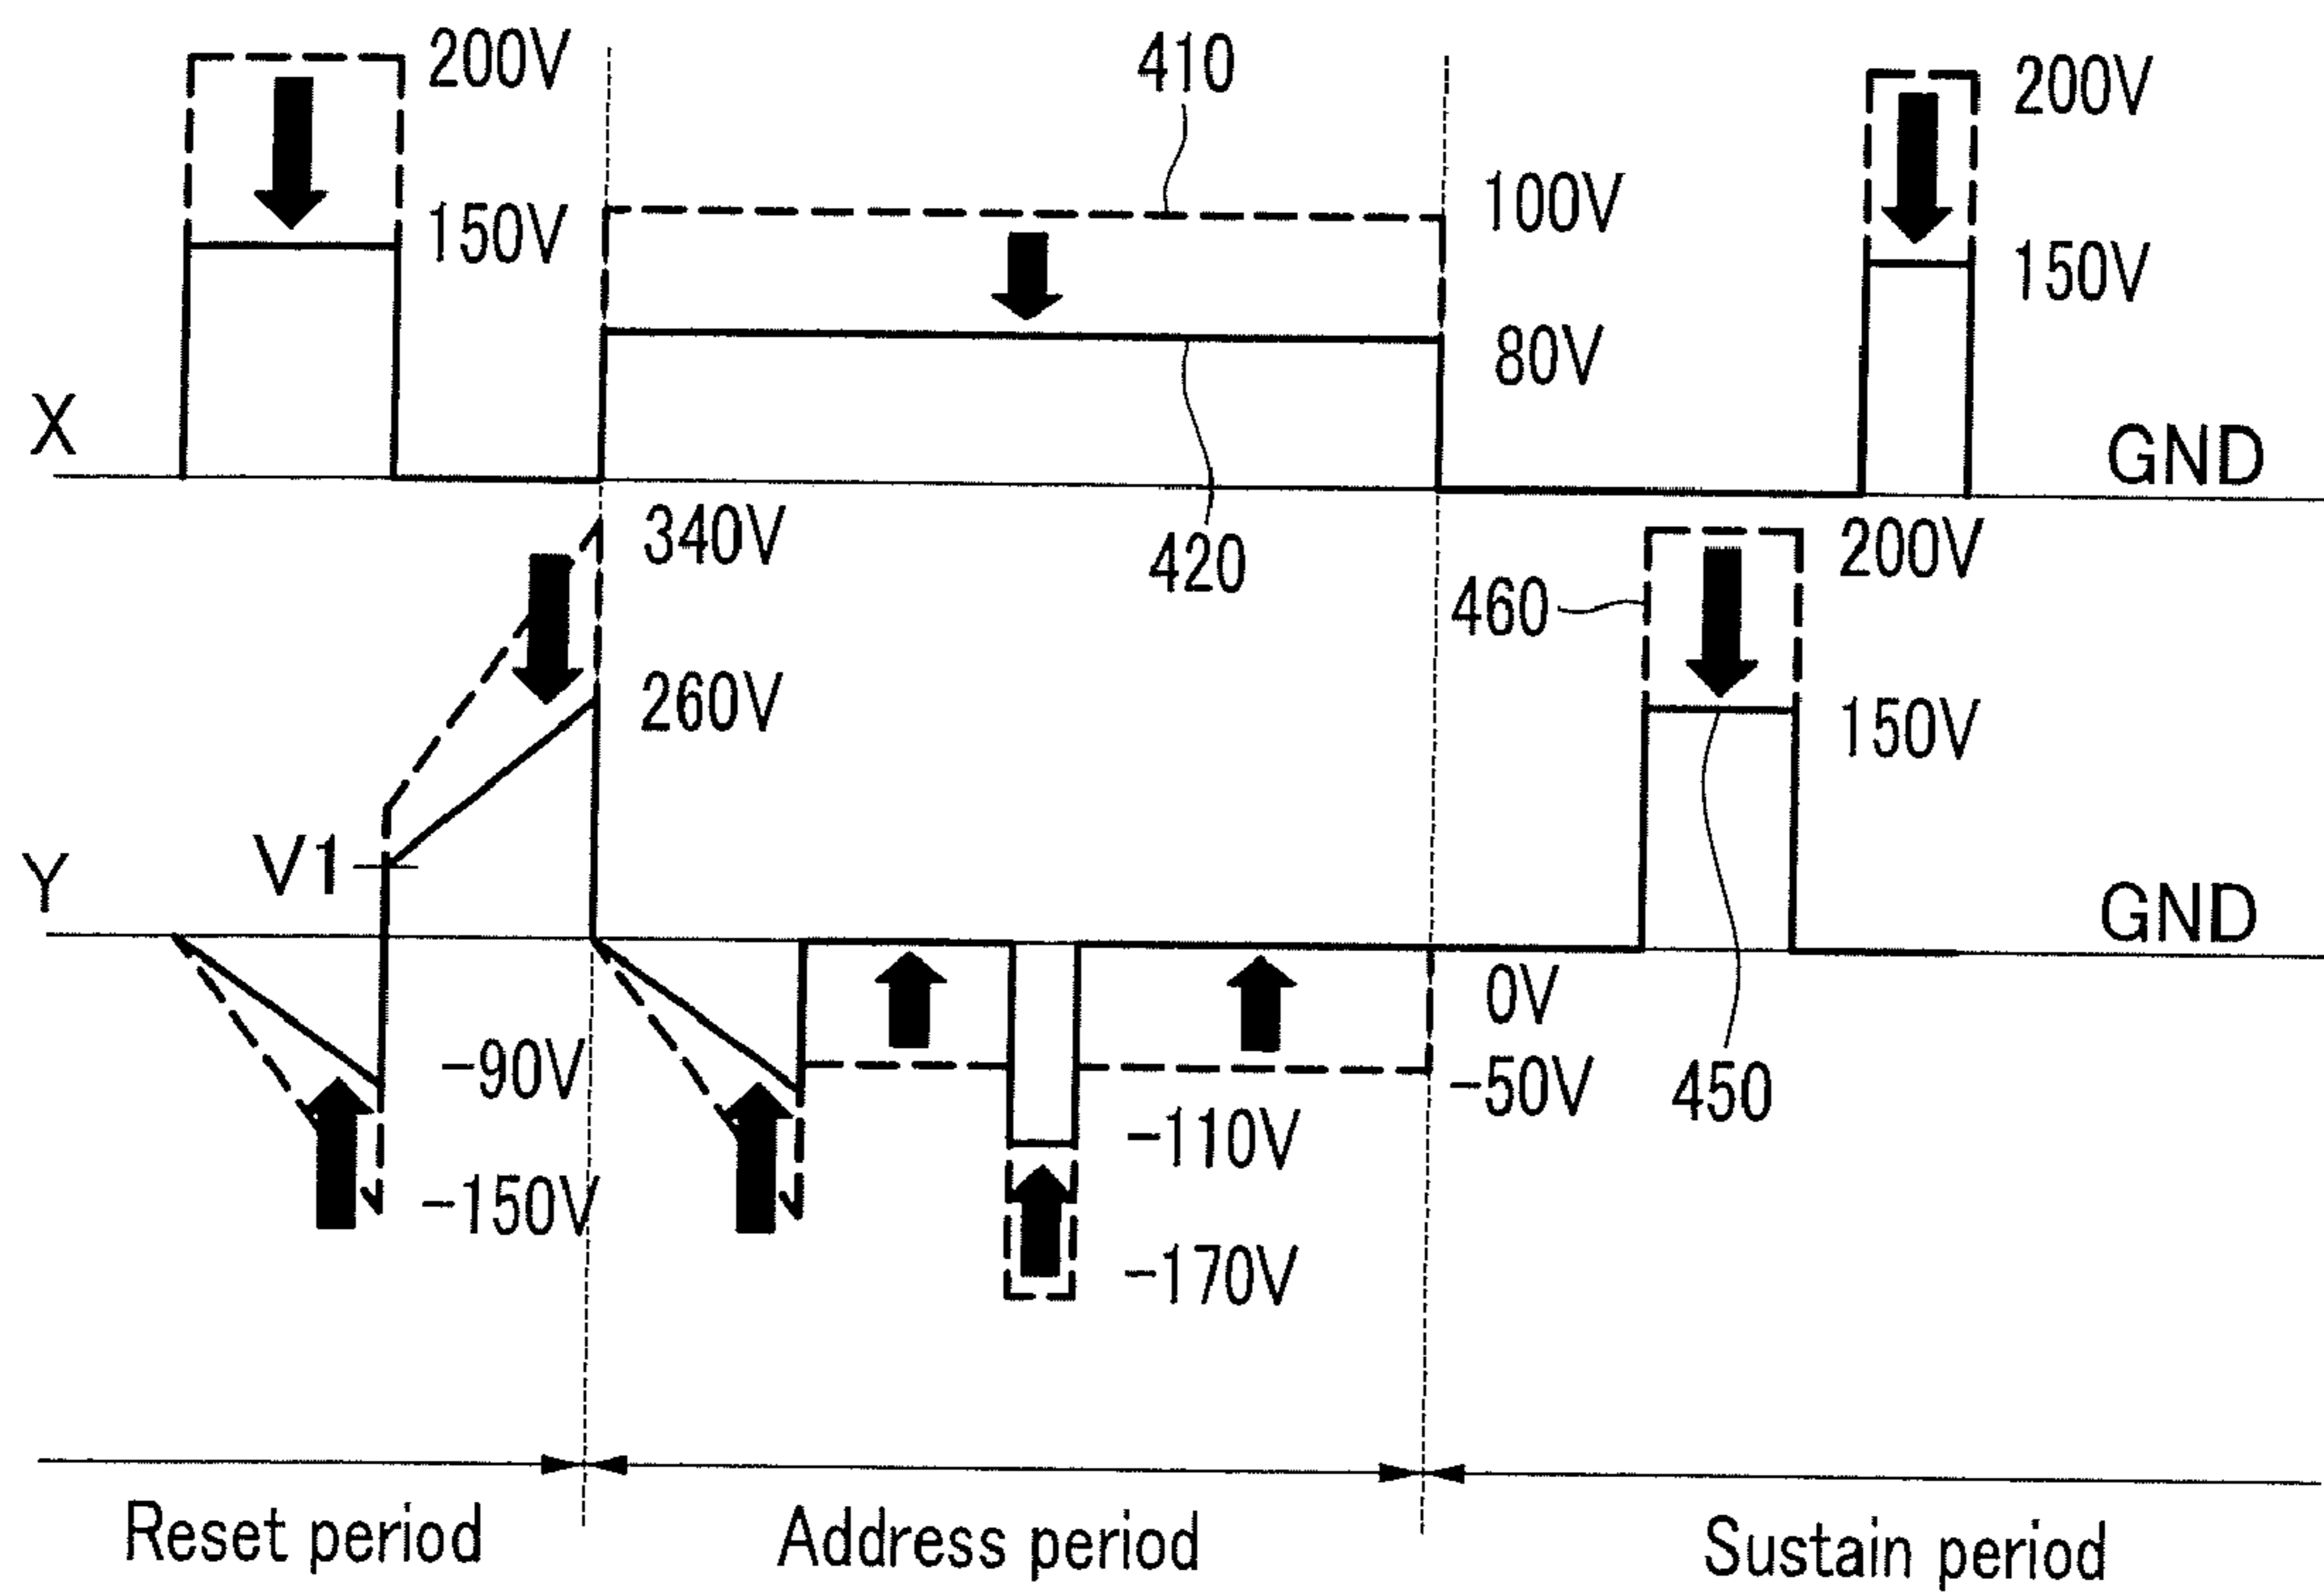 200V
410
200V
150V
100V
150V
80V
X
GND
340V
420
200V
460
260V
150V
V1
Y
GND
0V
-90V
-50V
450
-110V
-150V
-170V
Reset period
Address period
Sustain period